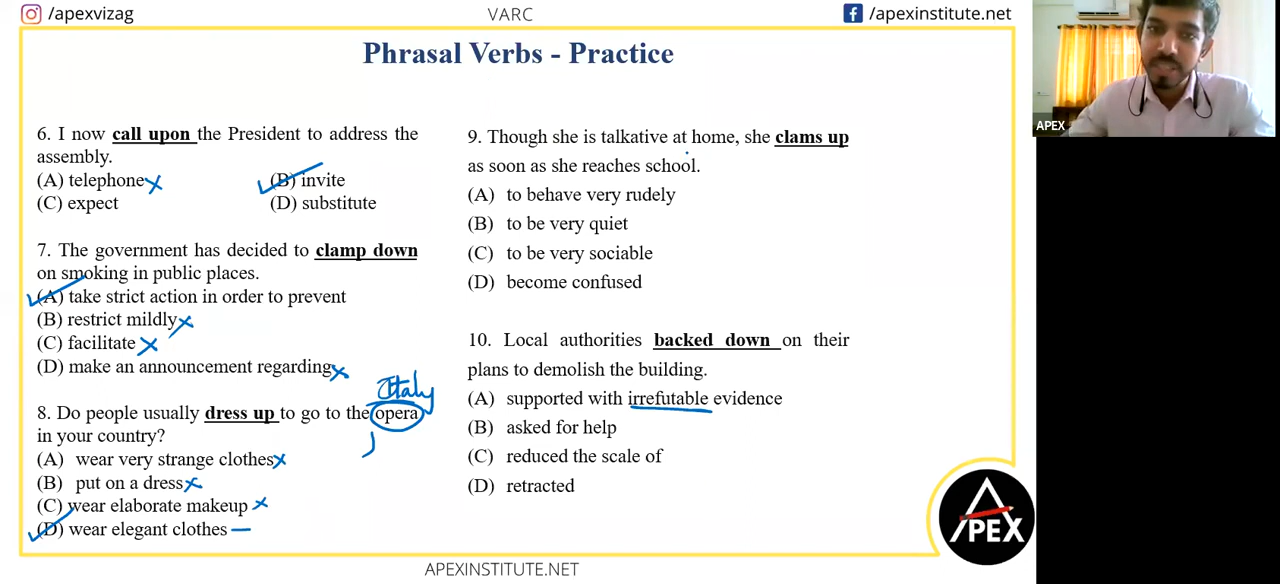 /apexvizag
VARC
/apexinstitute.net
Phrasal Verbs - Practice
6. I now call upon the President to address the
assembly.
(A) telephone
(B) invite
(C) expect
(D) substitute
7. The government has decided to clamp down
on smoking in public places.
(A) take strict action in order to prevent
(B) restrict mildly
(C) facilitate
(D) make an announcement regarding
Italy
8. Do people usually dress up to go to the opera
in your country?
(A) wear very strange clothes
(B) put on a dress
(C) wear elaborate makeup
(D) wear elegant clothes
9. Though she is talkative at home, she clams up
as soon as she reaches school.
(A) to behave very rudely
(B) to be very quiet
(C) to be very sociable
(D) become confused
10. Local authorities backed down on their
plans to demolish the building.
(A) supported with irrefutable evidence
(B) asked for help
(C) reduced the scale of
(D) retracted
APEX
APEX
APEXINSTITUTE.NET